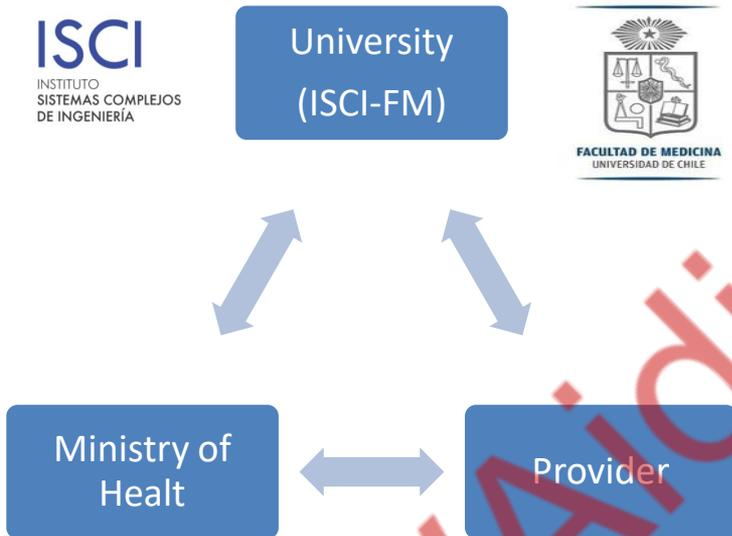 ISCI
INSTITUTO
SISTEMAS COMPLEJOS
DE INGENIERÍA
University
(ISCI-FM)
FACULTAD DE MEDICINA
UNIVERSIDAD DE CHILE
Ministry of
Healt
Provider